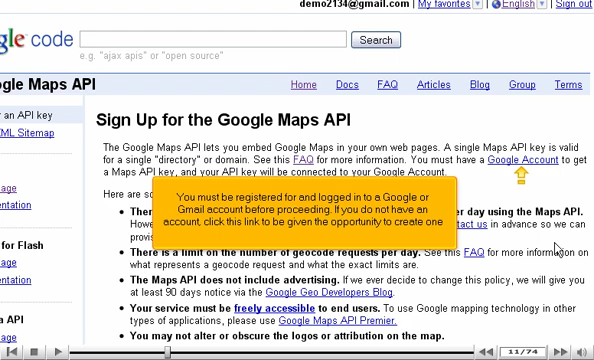 demo2134@gmail.com | My favorites | English | Sign out
gle code Search
e.g. "ajax apis" or "open source"
ogle Maps API Home Docs FAQ Articles Blog Group Terms
r an API key
ML Sitemap
Sign Up for the Google Maps API
The Google Maps API lets you embed Google Maps in your own web pages. A single Maps API key is valid
for a single "directory" or domain. See this FAQ for more information. You must have a Google Account to get
a Maps API key, and your API key will be connected to your Google Account.
Here are so
You must be registered for and logged in to a Google or
Gmail account before proceeding. If you do not have an
account, click this link to be given the opportunity to create one
Ther per day using the Maps API.
Howe tact us in advance so we can
provis
There is a limit on the number of geocode requests per day. See this FAQ for more information on
what represents a geocode request and what the exact limits are.
The Maps API does not include advertising. If we ever decide to change this policy, we will give you
at least 90 days notice via the Google Geo Developers Blog.
Your service must be freely accessible to end users. To use Google mapping technology in other
types of applications, please use Google Maps API Premier.
You may not alter or obscure the logos or attribution on the map.
age
ence
for Flash
age
a API
11/74